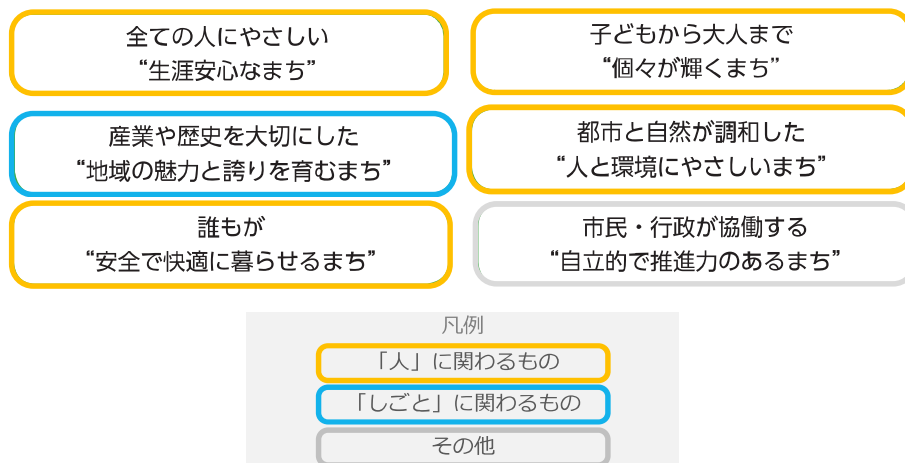 全ての人にやさしい
“生涯安心なまち”
子どもから大人まで
“個々が輝くまち”
産業や歴史を大切にした
“地域の魅力と誇りを育むまち”
都市と自然が調和した
“人と環境にやさしいまち”
誰もが
“安全で快適に暮らせるまち”
市民・行政が協働する
“自立的で推進力のあるまち”
凡例
「人」に関わるもの
「しごと」に関わるもの
その他